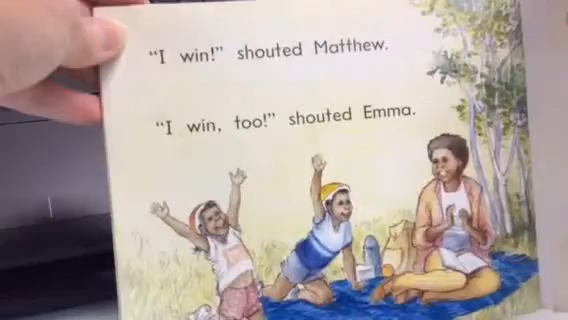 “I win!” shouted Matthew.
“I win, too!” shouted Emma.